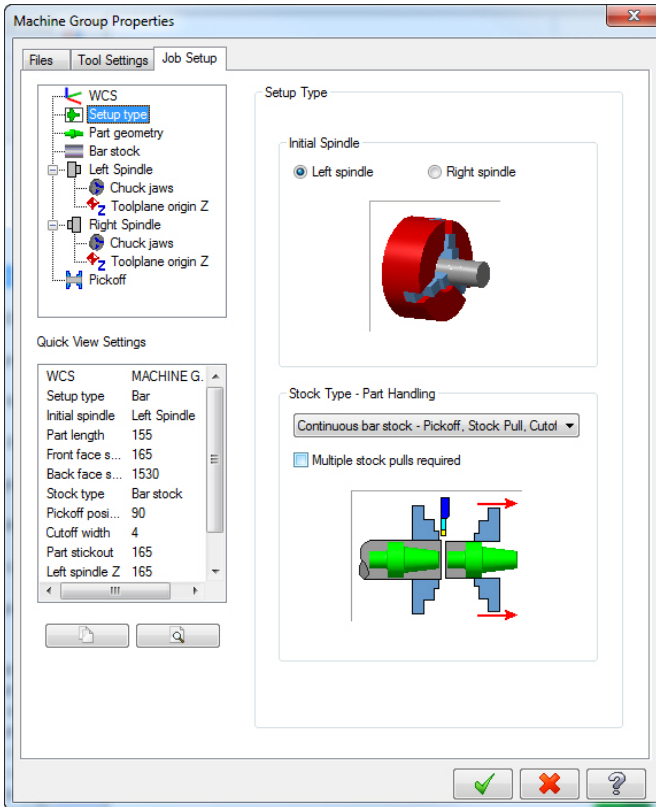 Machine Group Properties
Files Tool Settings Job Setup
WCS
Setup type
Part geometry
Bar stock
Left Spindle
Chuck jaws
Z Toolplane origin Z
Right Spindle
Chuck jaws
Z Toolplane origin Z
Pickoff
Quick View Settings
WCS MACHINE G.
Setup type Bar
Initial spindle Left Spindle
Part length 155
Front face s... 165
Back face s... 1530
Stock type Bar stock
Pickoff posi... 90
Cutoff width 4
Part stickout 165
Left spindle Z 165
Setup Type
Initial Spindle
Left spindle Right spindle
Stock Type - Part Handling
Continuous bar stock - Pickoff, Stock Pull, Cutof
Multiple stock pulls required